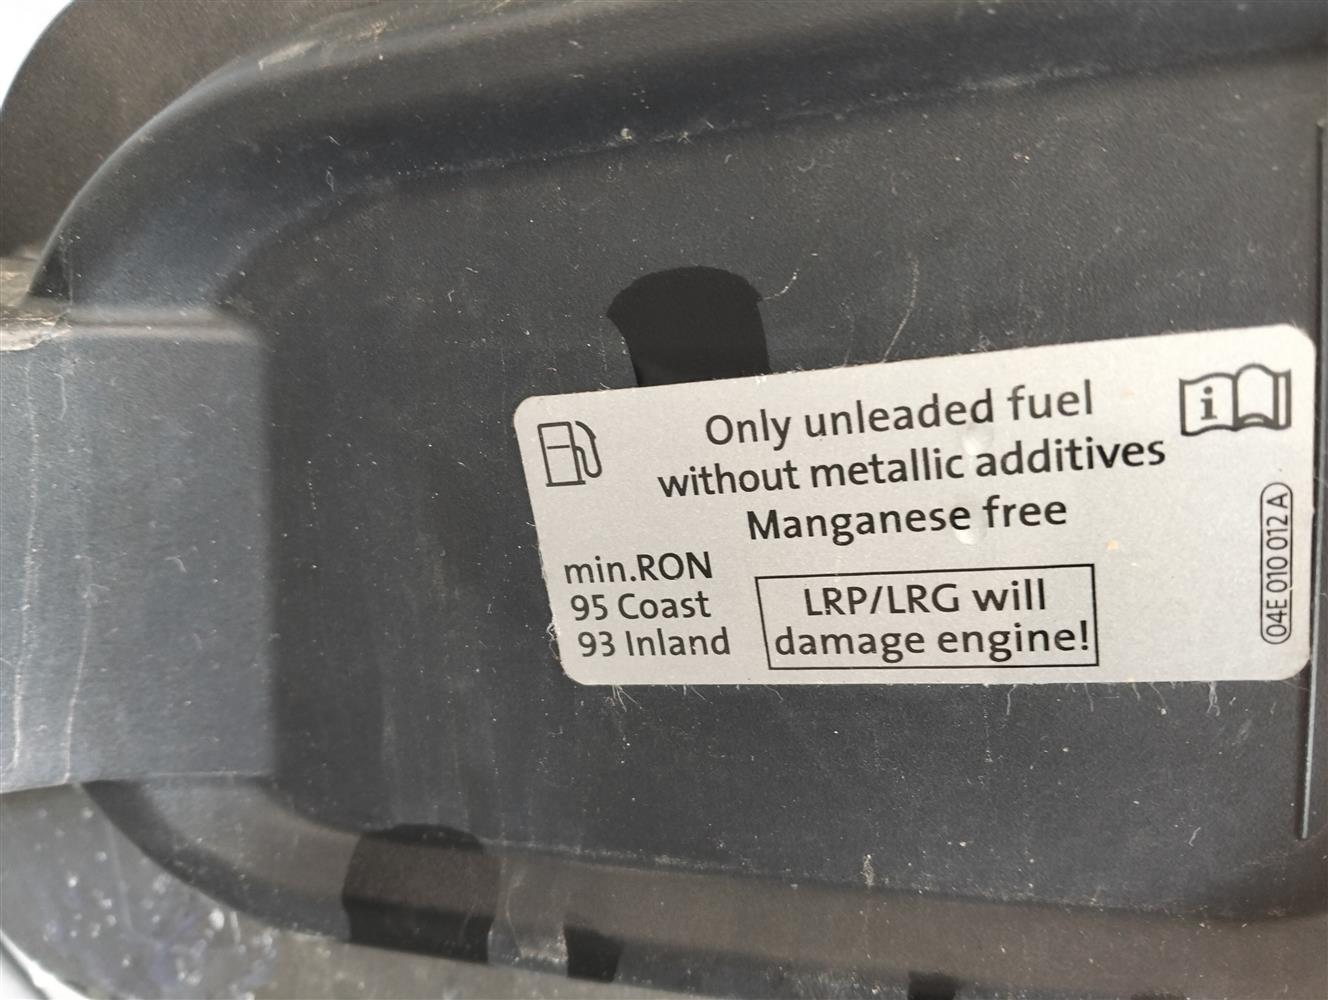 Only unleaded fuel
without metallic additives
Manganese free
min.RON
95 Coast
93 Inland
LRP/LRG will
damage engine!
i
04E 010 012 A